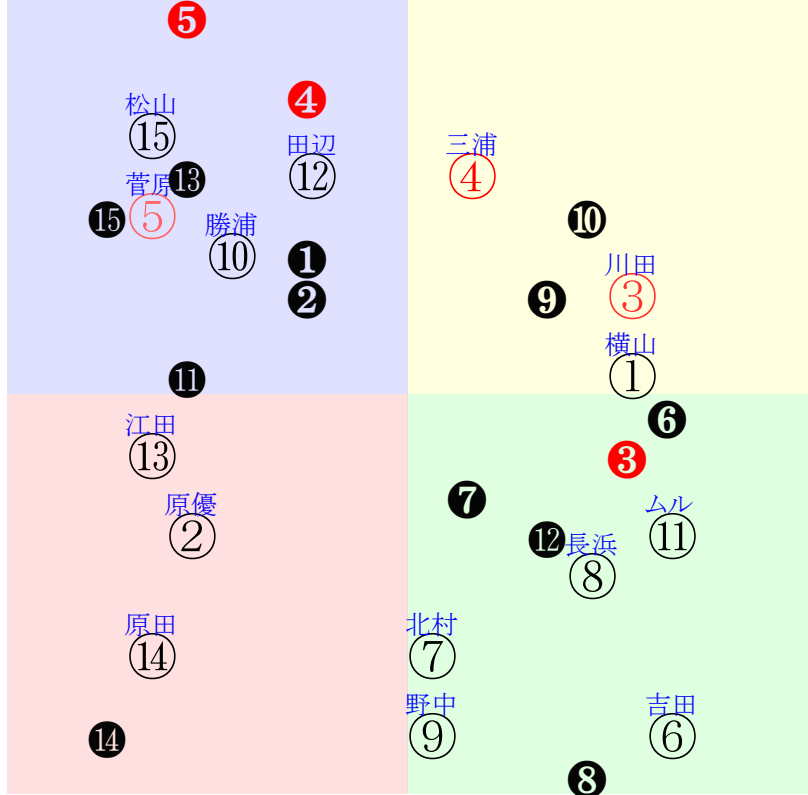 ❺
❹
松山
⑮
田辺
⑫
三浦
④
菅原
⑤
⓭
⓯
❿
勝浦
⑩
❶
川田
③
❷
❾
横山
①
⓫
❻
江田
⑬
❸
原優
②
❼
ムル
⑪
⓬
長浜
⑧
原田
⑭
北村
⑦
⓮
野中
⑨
吉田
⑥
❽